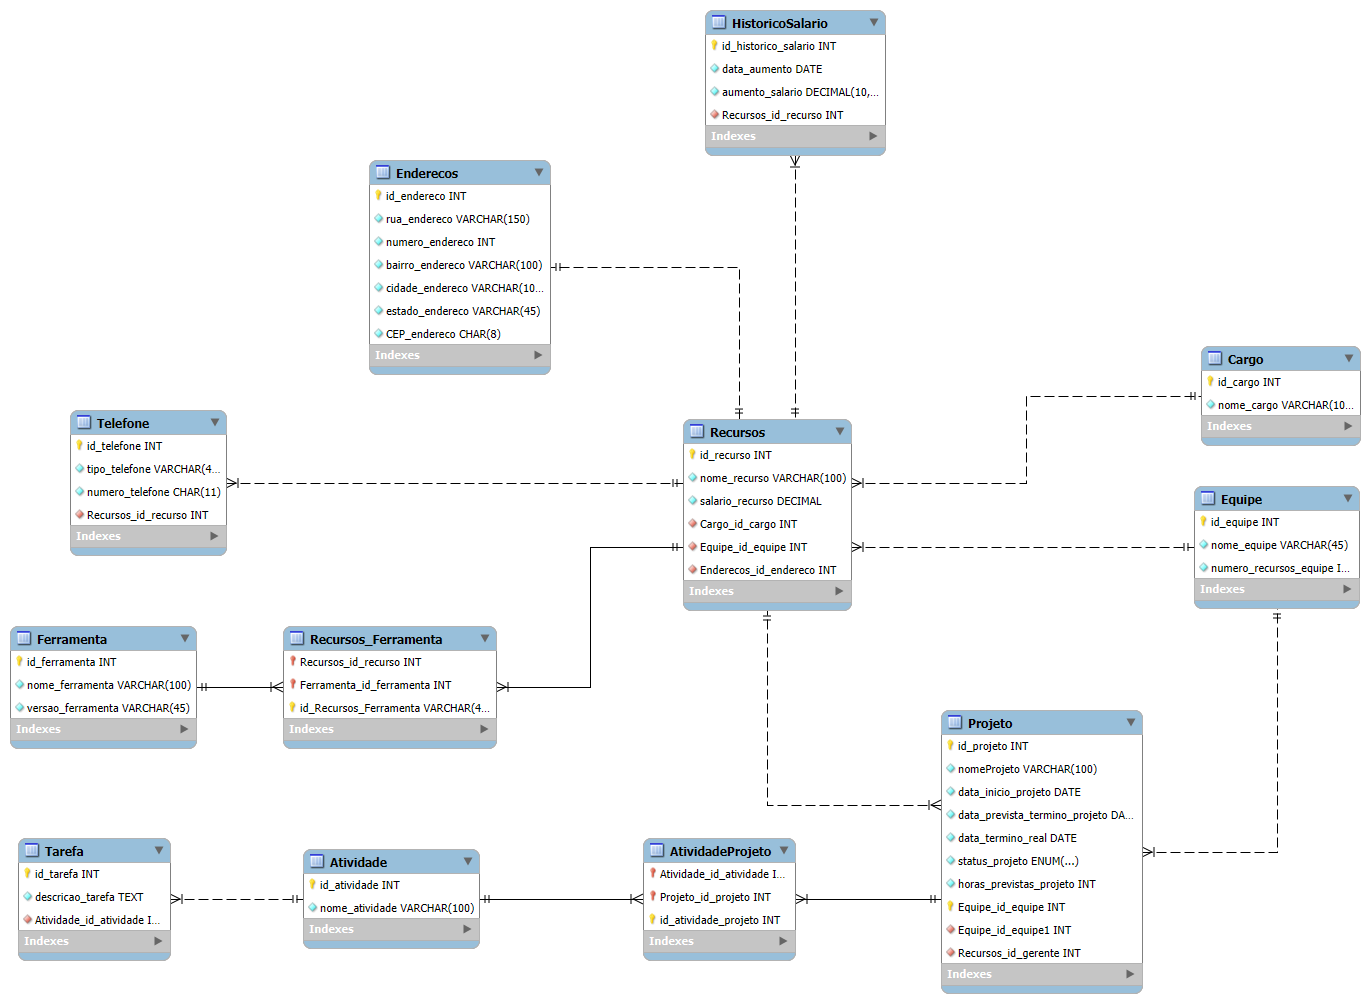 HistoricoSalario
id_historico_salario INT
data_aumento DATE
aumento_salario DECIMAL(10,...
Recursos_id_recurso INT
Indexes
Enderecos
id_endereco INT
rua_endereco VARCHAR(150)
numero_endereco INT
bairro_endereco VARCHAR(100)
cidade_endereco VARCHAR(10...
estado_endereco VARCHAR(45)
CEP_endereco CHAR(8)
Indexes
Cargo
id_cargo INT
nome_cargo VARCHAR(10...
Indexes
Telefone
id_telefone INT
tipo_telefone VARCHAR(4...
numero_telefone CHAR(11)
Recursos_id_recurso INT
Indexes
Recursos
id_recurso INT
nome_recurso VARCHAR(100)
salario_recurso DECIMAL
Cargo_id_cargo INT
Equipe_id_equipe INT
Enderecos_id_endereco INT
Indexes
Equipe
id_equipe INT
nome_equipe VARCHAR(45)
numero_recursos_equipe I...
Indexes
Ferramenta
id_ferramenta INT
nome_ferramenta VARCHAR(100)
versao_ferramenta VARCHAR(45)
Indexes
Recursos_Ferramenta
Recursos_id_recurso INT
Ferramenta_id_ferramenta INT
id_Recursos_Ferramenta VARCHAR(4...
Indexes
Projeto
id_projeto INT
nomeProjeto VARCHAR(100)
data_inicio_projeto DATE
data_prevista_termino_projeto DA...
data_termino_real DATE
status_projeto ENUM(...)
horas_previstas_projeto INT
Equipe_id_equipe INT
Equipe_id_equipe1 INT
Recursos_id_gerente INT
Indexes
Tarefa
id_tarefa INT
descricao_tarefa TEXT
Atividade_id_atividade I...
Indexes
Atividade
id_atividade INT
nome_atividade VARCHAR(100)
Indexes
AtividadeProjeto
Atividade_id_atividade I...
Projeto_id_projeto INT
id_atividade_projeto INT
Indexes